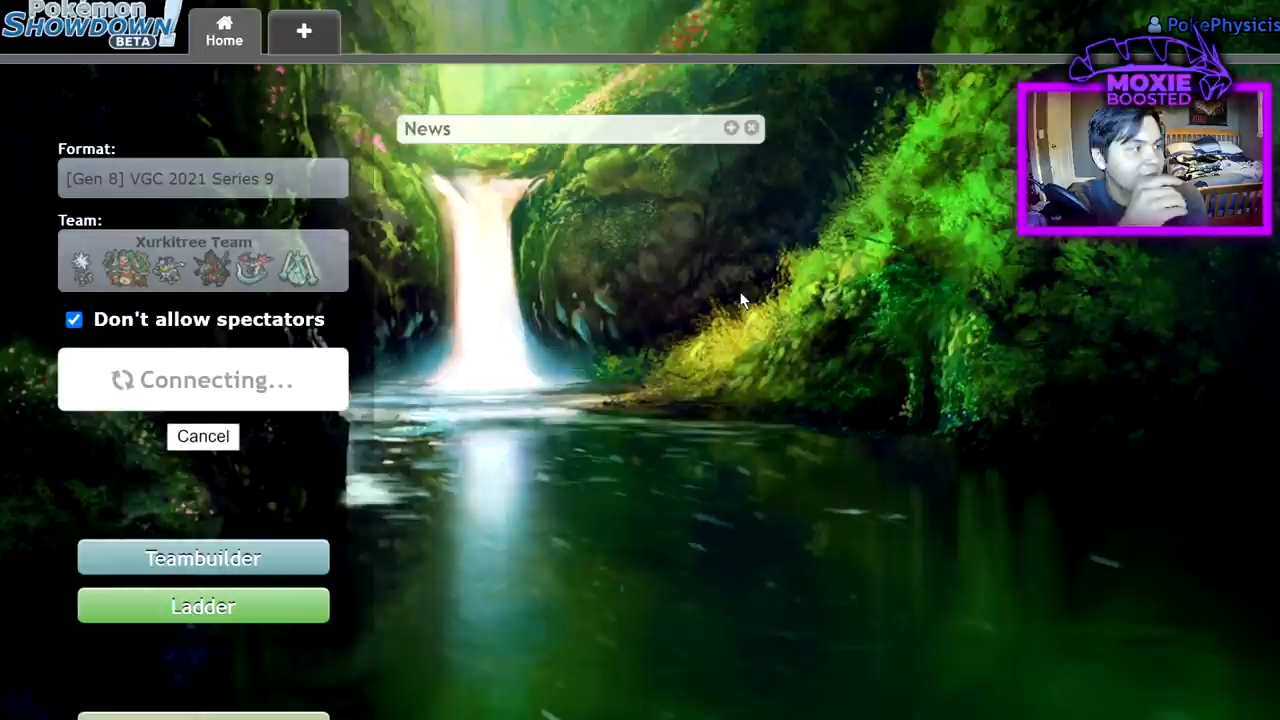 Pokémon
SHOWDOWN!
BETA
Home
PokePhysicis
MOXIE
BOOSTED
News
Format:
[Gen 8] VGC 2021 Series 9
Team:
Xurkitree Team
Don't allow spectators
Connecting...
Cancel
Teambuilder
Ladder